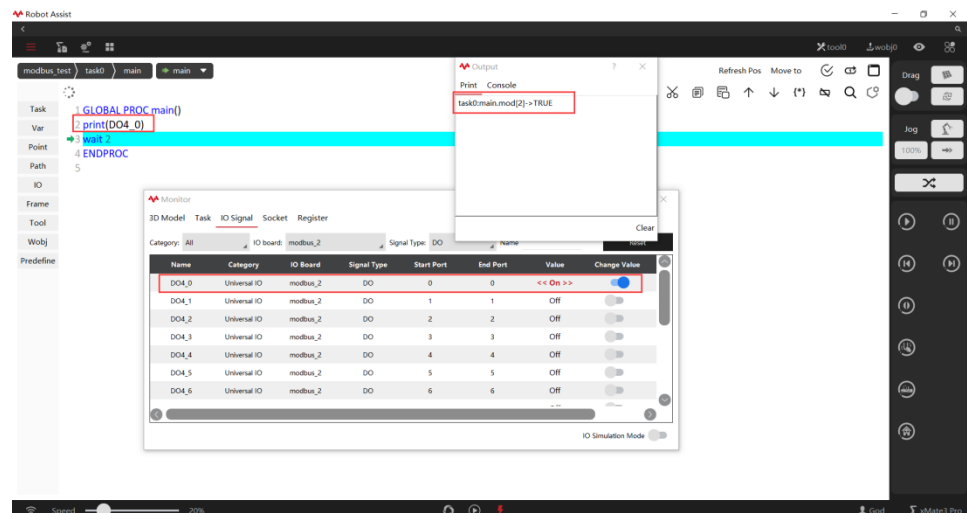 Robot Assist
tool0 wobj0
modbus_test task0 main main
Refresh Pos Move to
Drag
Task
Var
Point
Path
IO
Frame
Tool
Wobj
Predefine
1 GLOBAL PROC main()
2 print(DO4_0)
3 wait 2
4 ENDPROC
5
Output
Print Console
task0:main.mod[2]->TRUE
Clear
Jog
100%
Monitor
3D Model Task IO Signal Socket Register
Category: All IO board: modbus_2 Signal Type: DO Name Reset
Name Category IO Board Signal Type Start Port End Port Value Change Value
DO4_0 Universal IO modbus_2 DO 0 0 << On >>
DO4_1 Universal IO modbus_2 DO 1 1 Off
DO4_2 Universal IO modbus_2 DO 2 2 Off
DO4_3 Universal IO modbus_2 DO 3 3 Off
DO4_4 Universal IO modbus_2 DO 4 4 Off
DO4_5 Universal IO modbus_2 DO 5 5 Off
DO4_6 Universal IO modbus_2 DO 6 6 Off
IO Simulation Mode
Speed 20% God xMate3 Pro